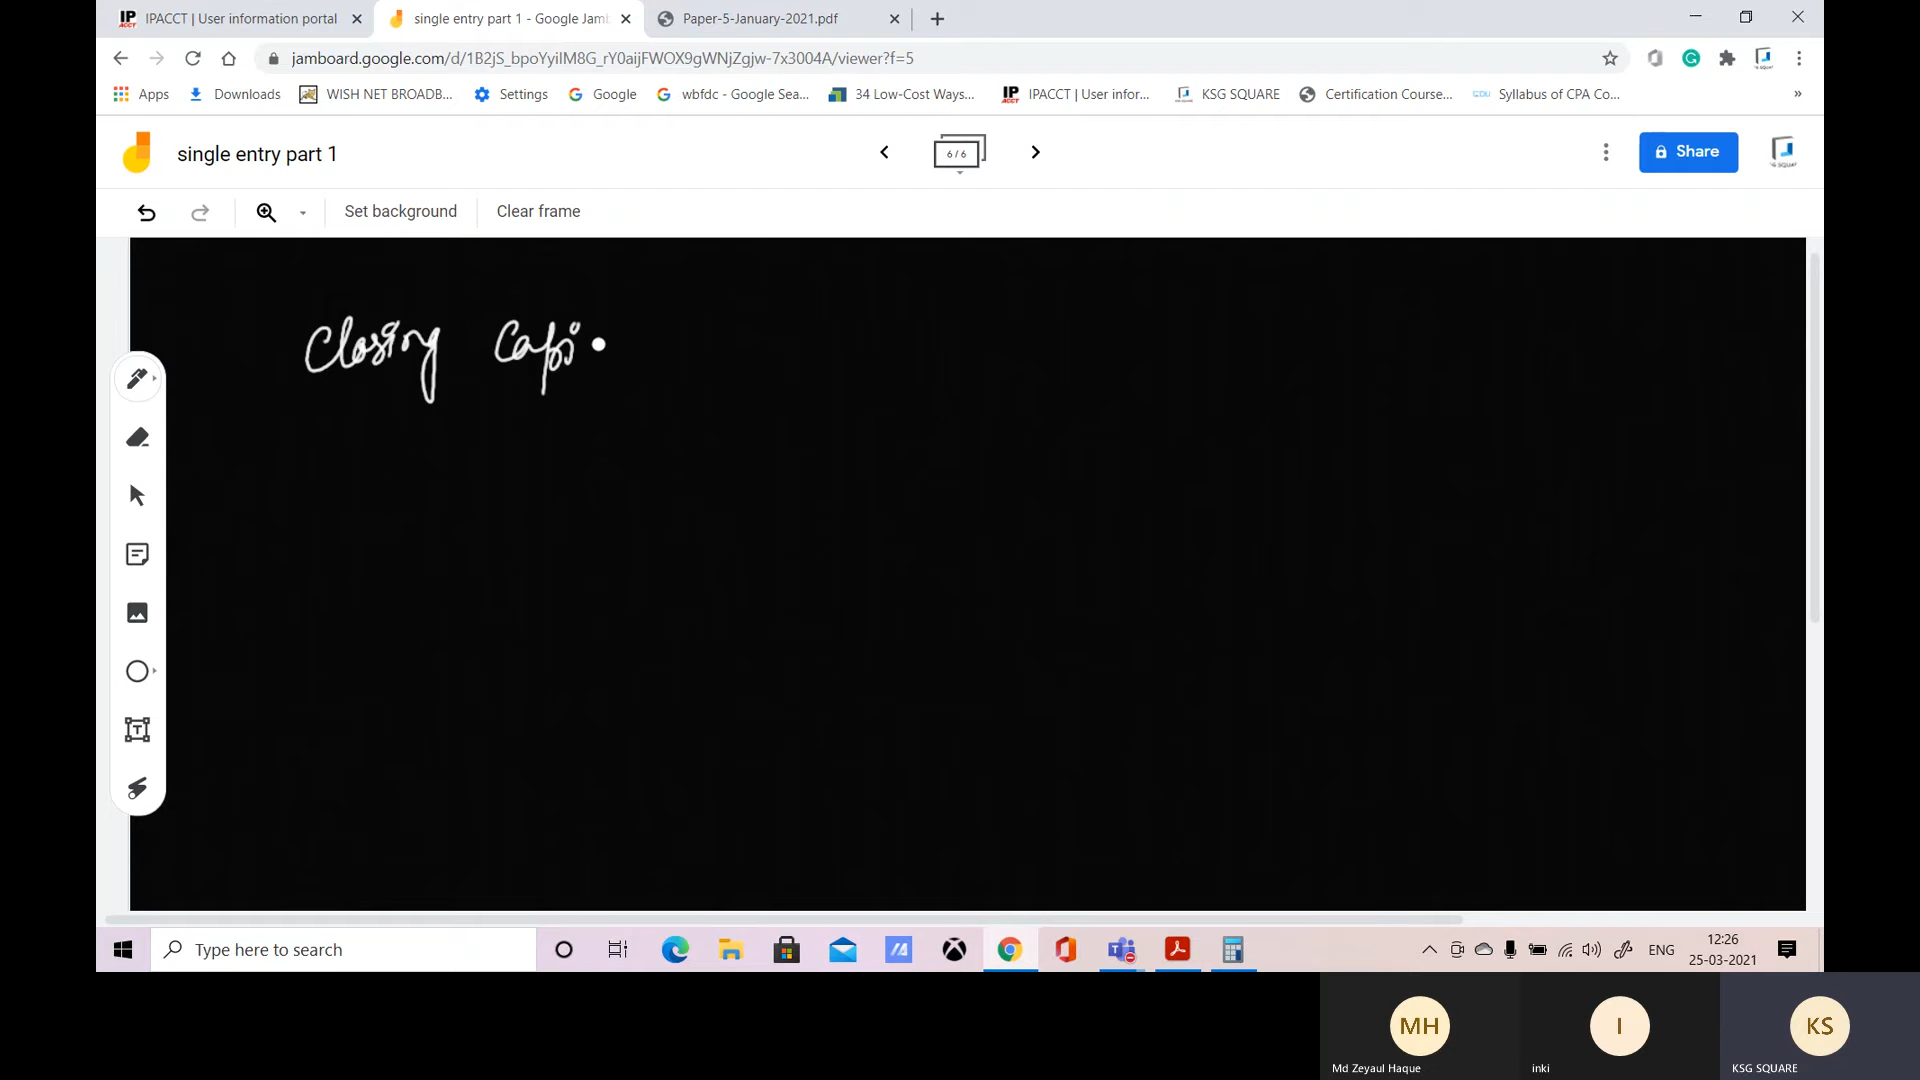 IPACCT | User information portal
single entry part 1 - Google Jamb
Paper-5-January-2021.pdf
jamboard.google.com/d/1B2jS_bpoYyiIM8G_rY0aijFWOX9gWNjZgjw-7x3004A/viewer?f=5
Apps Downloads WISH NET BROADB... Settings Google wbfdc - Google Sea... 34 Low-Cost Ways... IPACCT | User infor... KSG SQUARE Certification Course... Syllabus of CPA Co... »
single entry part 1
6 / 6
Share
Set background Clear frame
Closing Capi
Type here to search
ENG
12:26
25-03-2021
MH
Md Zeyaul Haque
I
inki
KS
KSG SQUARE